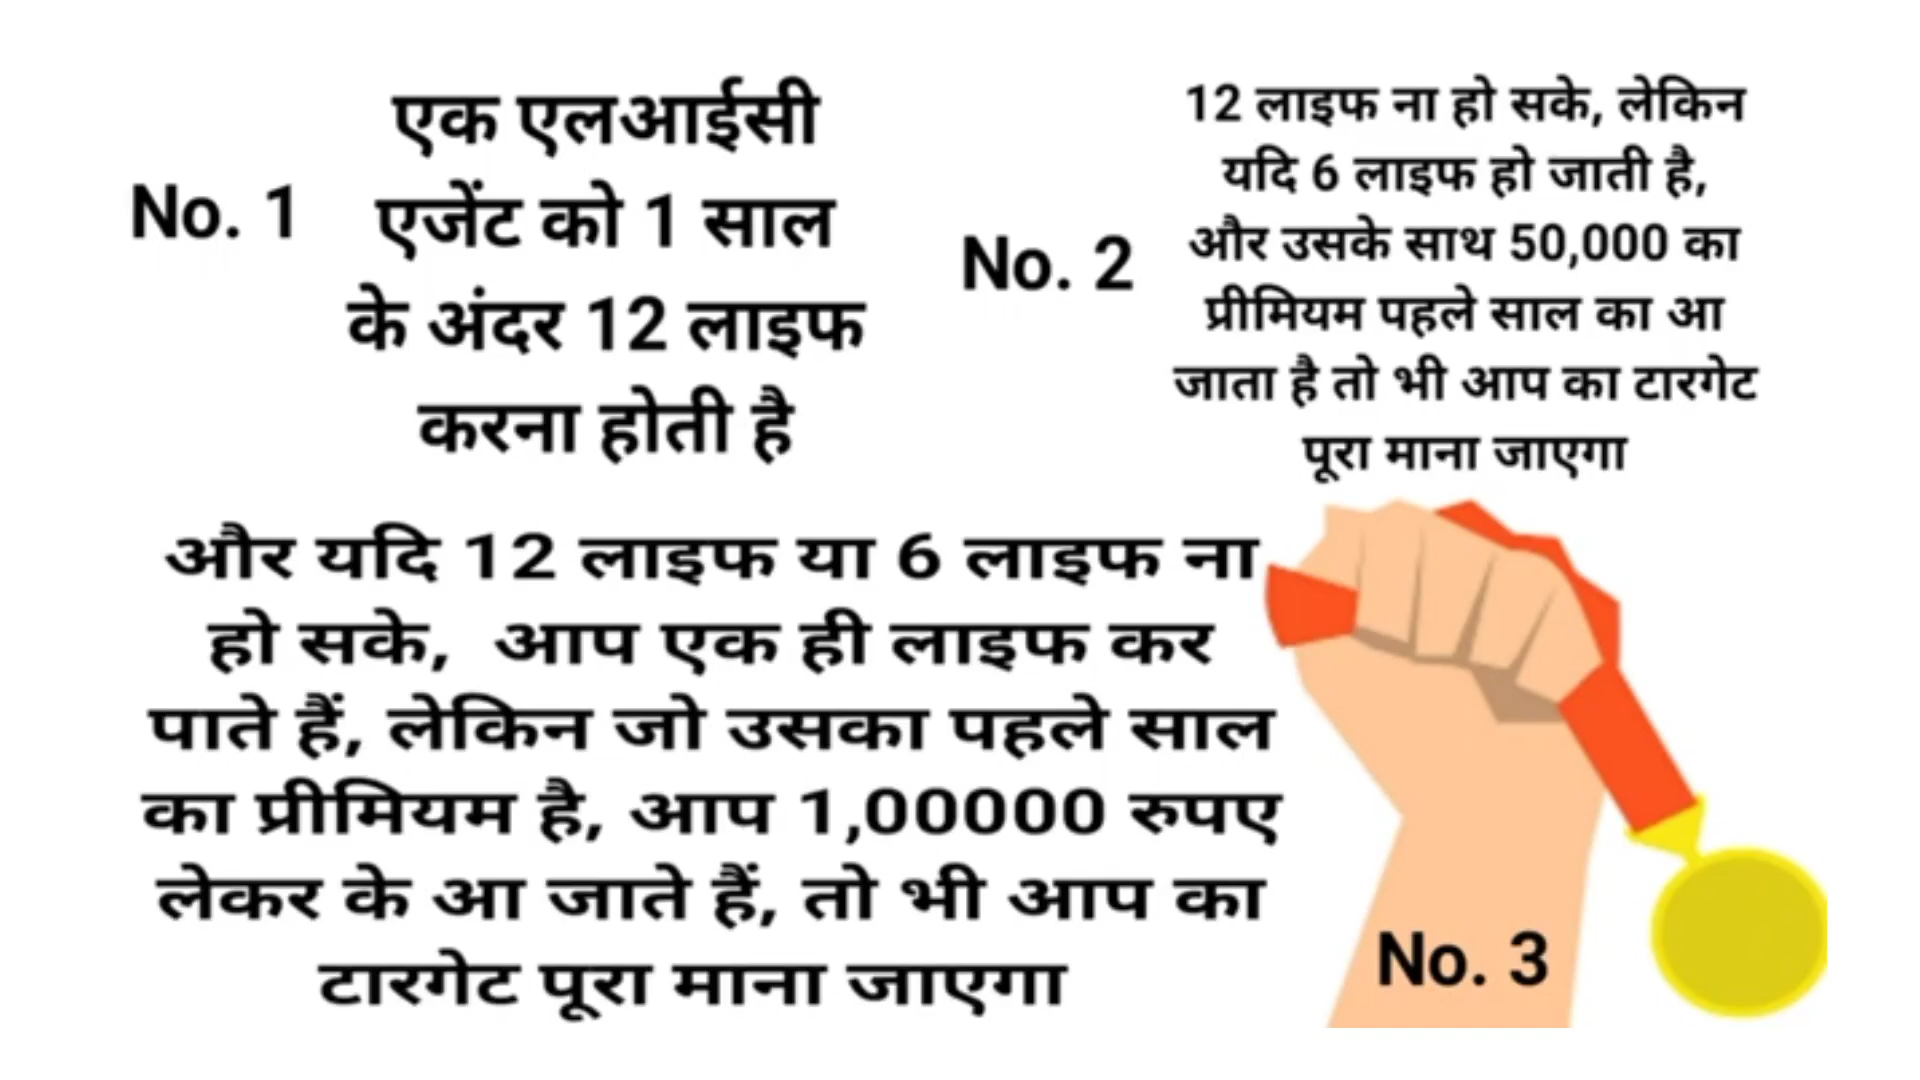 No. 1
एक एलआईसी
एजेंट को 1 साल
के अंदर 12 लाइफ
करना होती है
No. 2
12 लाइफ ना हो सके, लेकिन
यदि 6 लाइफ हो जाती है,
और उसके साथ 50,000 का
प्रीमियम पहले साल का आ
जाता है तो भी आप का टारगेट
पूरा माना जाएगा
और यदि 12 लाइफ या 6 लाइफ ना
हो सके, आप एक ही लाइफ कर
पाते हैं, लेकिन जो उसका पहले साल
का प्रीमियम है, आप 1,00000 रुपए
लेकर के आ जाते हैं, तो भी आप का
टारगेट पूरा माना जाएगा
No. 3